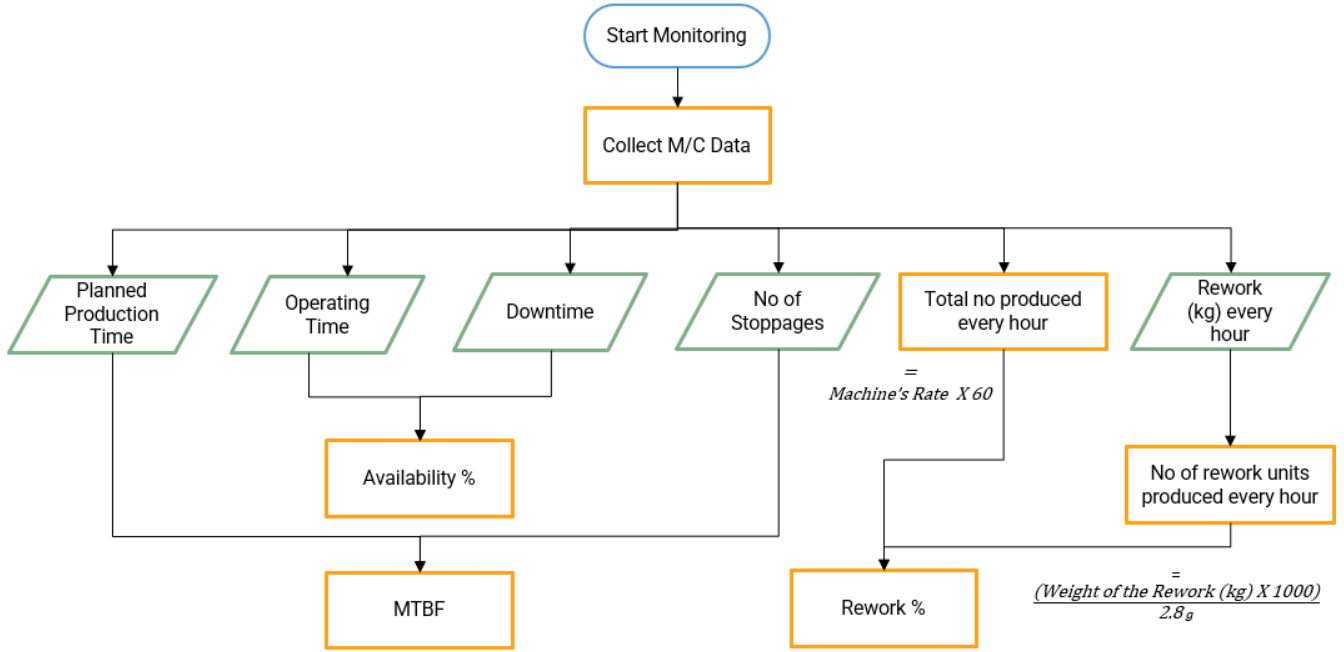 Start Monitoring
Collect M/C Data
Planned
Production
Time
Operating
Time
Downtime
No of
Stoppages
Total no produced
every hour
Rework
(kg) every
hour
=
Machine's Rate X 60
Availability %
No of rework units
produced every hour
MTBF
Rework %
=
(Weight of the Rework (kg) X 1000)
2.8 g